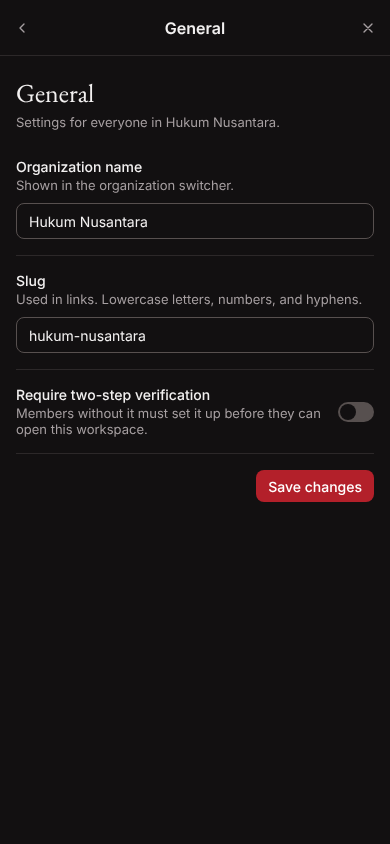 General
General
Settings for everyone in Hukum Nusantara.
Organization name
Shown in the organization switcher.
Hukum Nusantara
Slug
Used in links. Lowercase letters, numbers, and hyphens.
hukum-nusantara
Require two-step verification
Members without it must set it up before they can
open this workspace.
Save changes